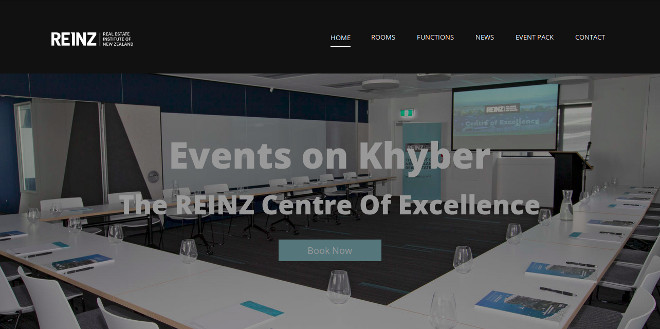 REINZ
REAL ESTATE
INSTITUTE OF
NEW ZEALAND
HOME ROOMS FUNCTIONS NEWS EVENT PACK CONTACT
REINZ
Centre of Excellence
Events on Khyber
The REINZ Centre Of Excellence
Book Now